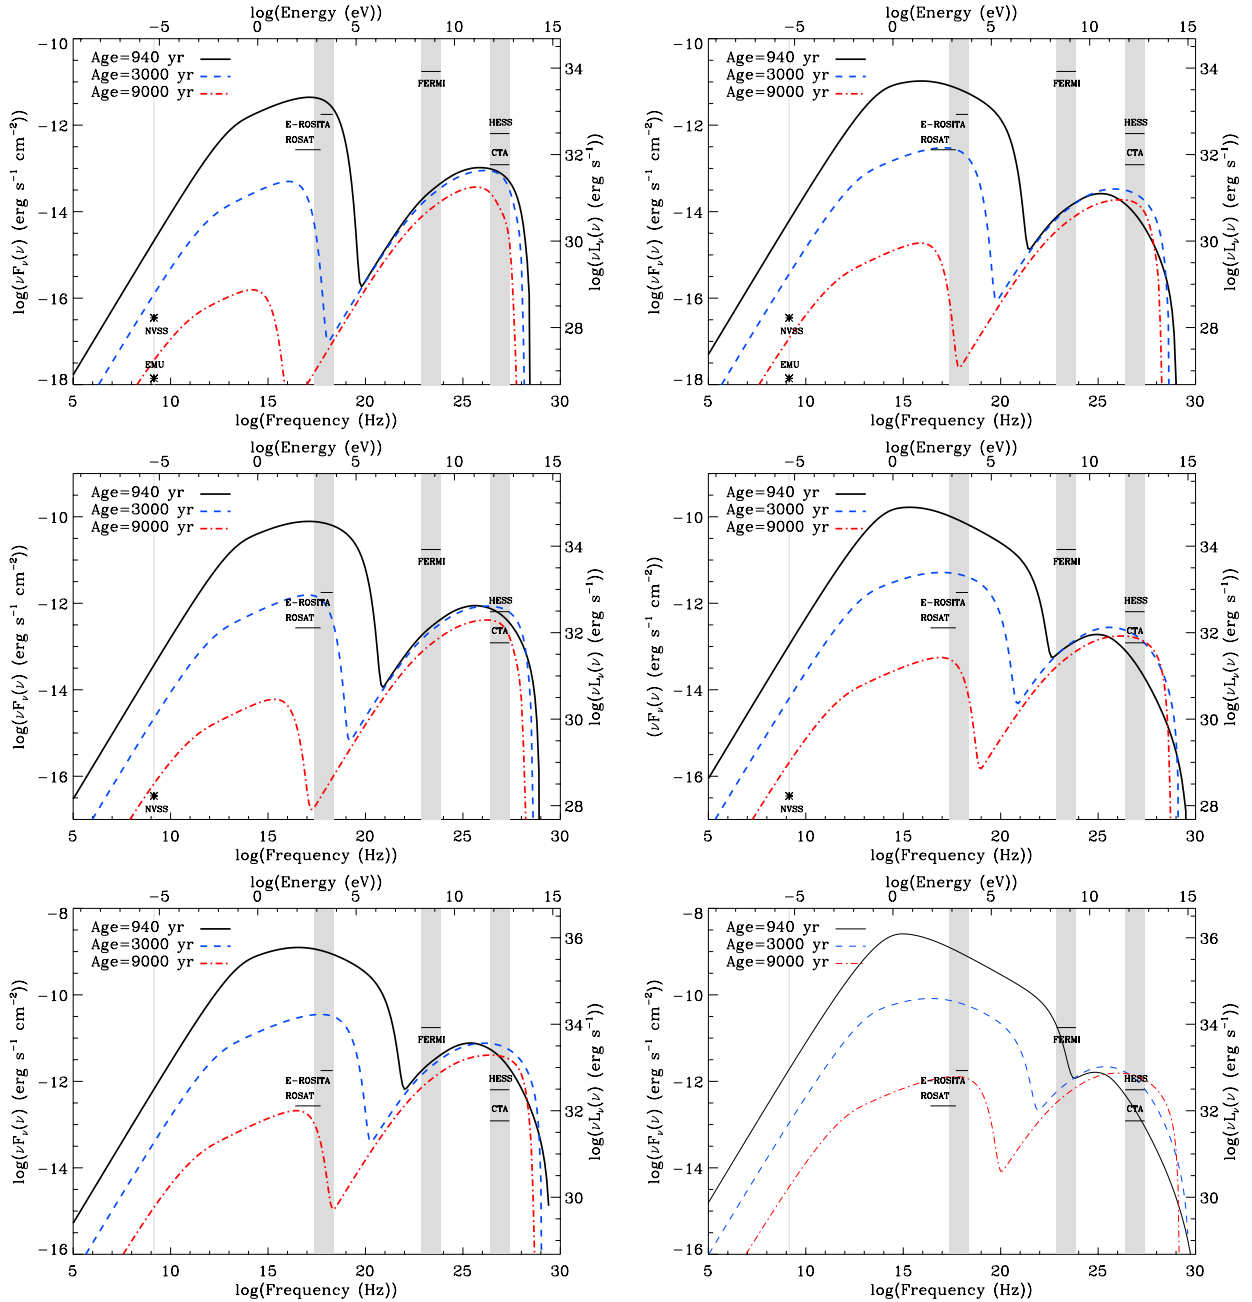 log(Energy (eV))
-5 0 5 10 15
-10
-12
-14
-16
-18
log(νFν(ν) (erg s⁻¹ cm⁻²))
Age=940 yr
Age=3000 yr
Age=9000 yr
E-ROSITA
ROSAT
FERMI
HESS
CTA
NVSS
EMU
34
32
30
28
log(νLν(ν) (erg s⁻¹))
5 10 15 20 25 30
log(Frequency (Hz))
log(Energy (eV))
-5 0 5 10 15
-10
-12
-14
-16
-18
log(νFν(ν) (erg s⁻¹ cm⁻²))
Age=940 yr
Age=3000 yr
Age=9000 yr
E-ROSITA
ROSAT
FERMI
HESS
CTA
NVSS
EMU
34
32
30
28
log(νLν(ν) (erg s⁻¹))
5 10 15 20 25 30
log(Frequency (Hz))
log(Energy (eV))
-5 0 5 10 15
-10
-12
-14
-16
log(νFν(ν) (erg s⁻¹ cm⁻²))
Age=940 yr
Age=3000 yr
Age=9000 yr
E-ROSITA
ROSAT
FERMI
HESS
CTA
NVSS
34
32
30
28
log(νLν(ν) (erg s⁻¹))
5 10 15 20 25 30
log(Frequency (Hz))
log(Energy (eV))
-5 0 5 10 15
-10
-12
-14
-16
(νFν(ν) (erg s⁻¹ cm⁻²))
Age=940 yr
Age=3000 yr
Age=9000 yr
E-ROSITA
ROSAT
FERMI
HESS
CTA
NVSS
34
32
30
28
log(νLν(ν) (erg s⁻¹))
5 10 15 20 25 30
log(Frequency (Hz))
log(Energy (eV))
-5 0 5 10 15
-8
-10
-12
-14
-16
log(νFν(ν) (erg s⁻¹ cm⁻²))
Age=940 yr
Age=3000 yr
Age=9000 yr
E-ROSITA
ROSAT
FERMI
HESS
CTA
36
34
32
30
log(νLν(ν) (erg s⁻¹))
5 10 15 20 25 30
log(Frequency (Hz))
log(Energy (eV))
-5 0 5 10 15
-8
-10
-12
-14
-16
log(νFν(ν) (erg s⁻¹ cm⁻²))
Age=940 yr
Age=3000 yr
Age=9000 yr
E-ROSITA
ROSAT
FERMI
HESS
CTA
36
34
32
30
log(νLν(ν) (erg s⁻¹))
5 10 15 20 25 30
log(Frequency (Hz))